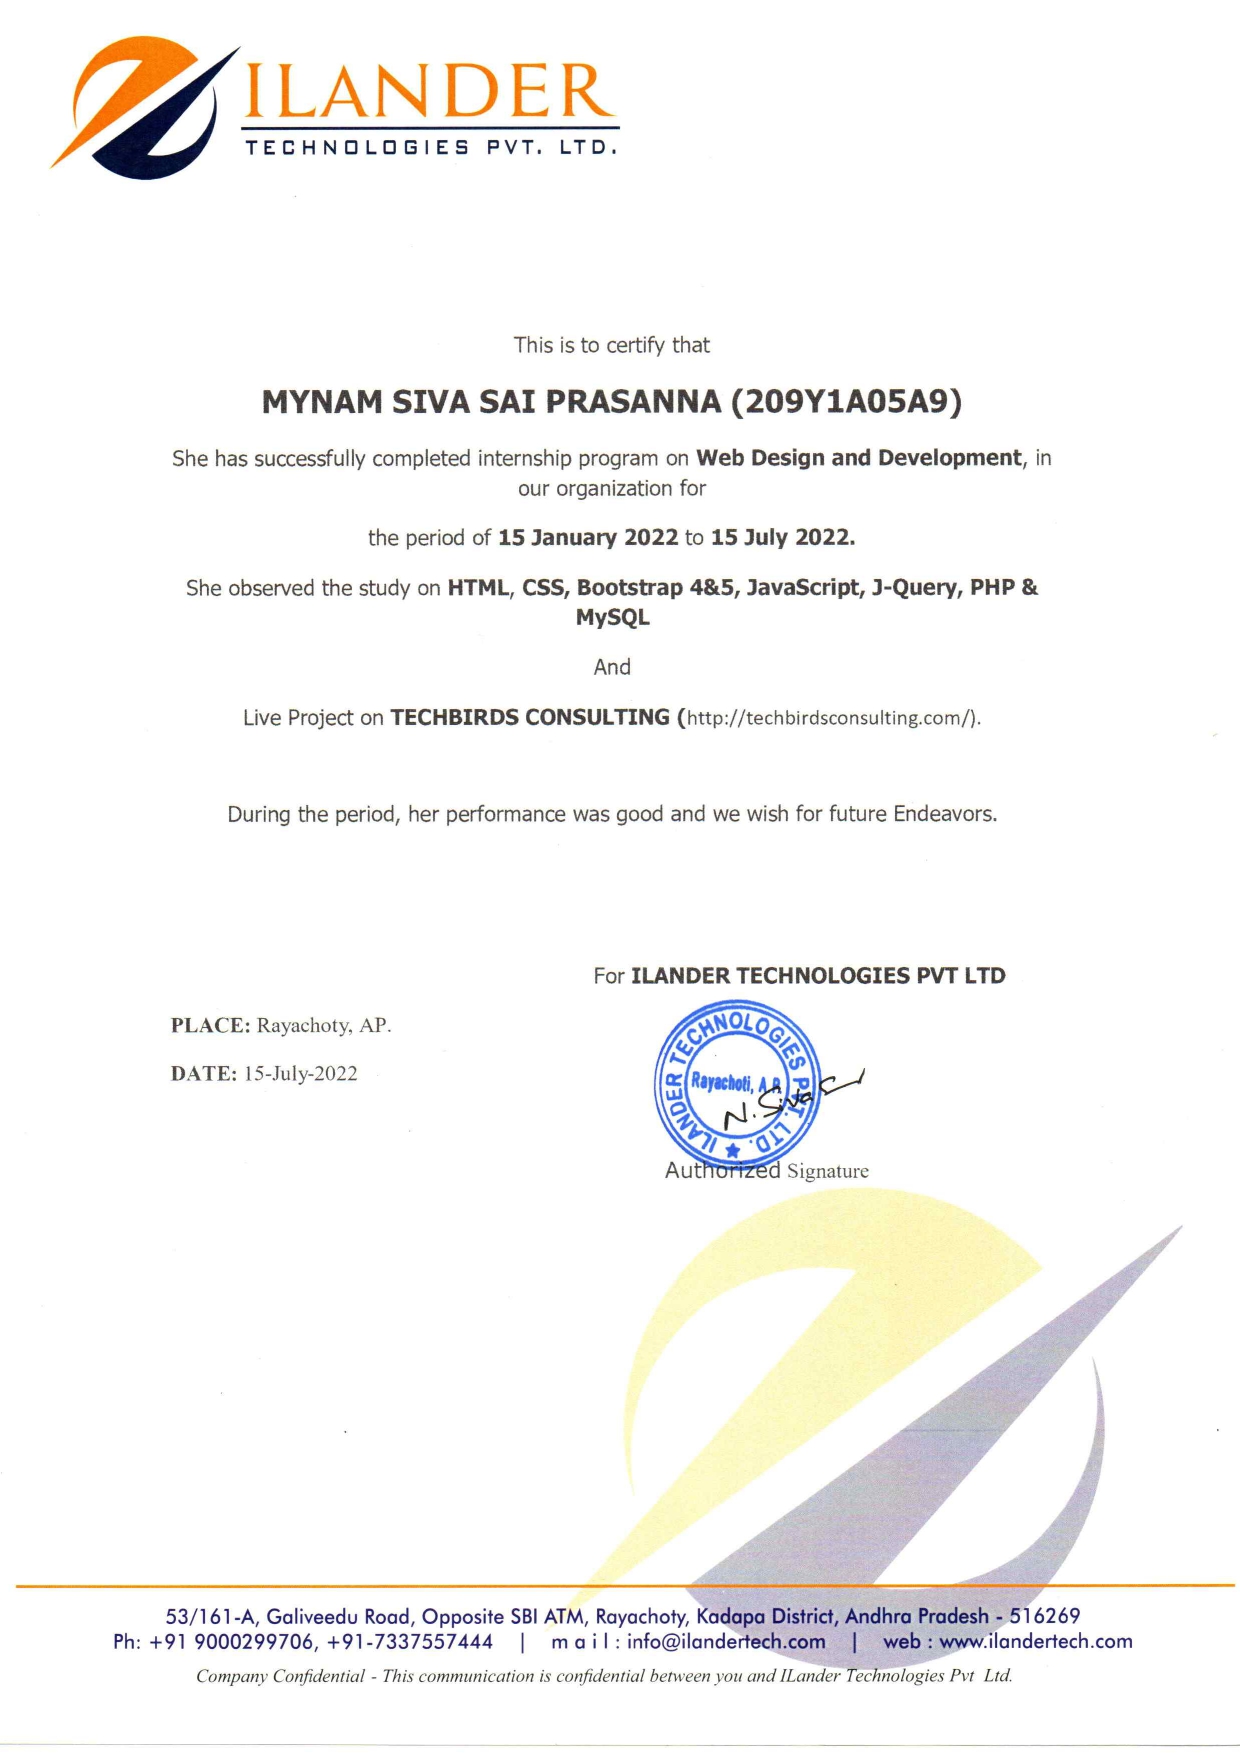 ILANDER
TECHNOLOGIES PVT. LTD.
This is to certify that
MYNAM SIVA SAI PRASANNA (209Y1A05A9)
She has successfully completed internship program on Web Design and Development, in
our organization for
the period of 15 January 2022 to 15 July 2022.
She observed the study on HTML, CSS, Bootstrap 4&5, JavaScript, J-Query, PHP &
MySQL
And
Live Project on TECHBIRDS CONSULTING (http://techbirdsconsulting.com/).
During the period, her performance was good and we wish for future Endeavors.
For ILANDER TECHNOLOGIES PVT LTD
PLACE: Rayachoty, AP.
DATE: 15-July-2022
ILANDER TECHNOLOGIES PVT. LTD.
Rayachoti, A.P.
N. Siva
Authorized Signature
53/161-A, Galiveedu Road, Opposite SBI ATM, Rayachoty, Kadapa District, Andhra Pradesh - 516269
Ph: +91 9000299706, +91-7337557444 | mail : info@ilandertech.com | web : www.ilandertech.com
Company Confidential - This communication is confidential between you and ILander Technologies Pvt Ltd.